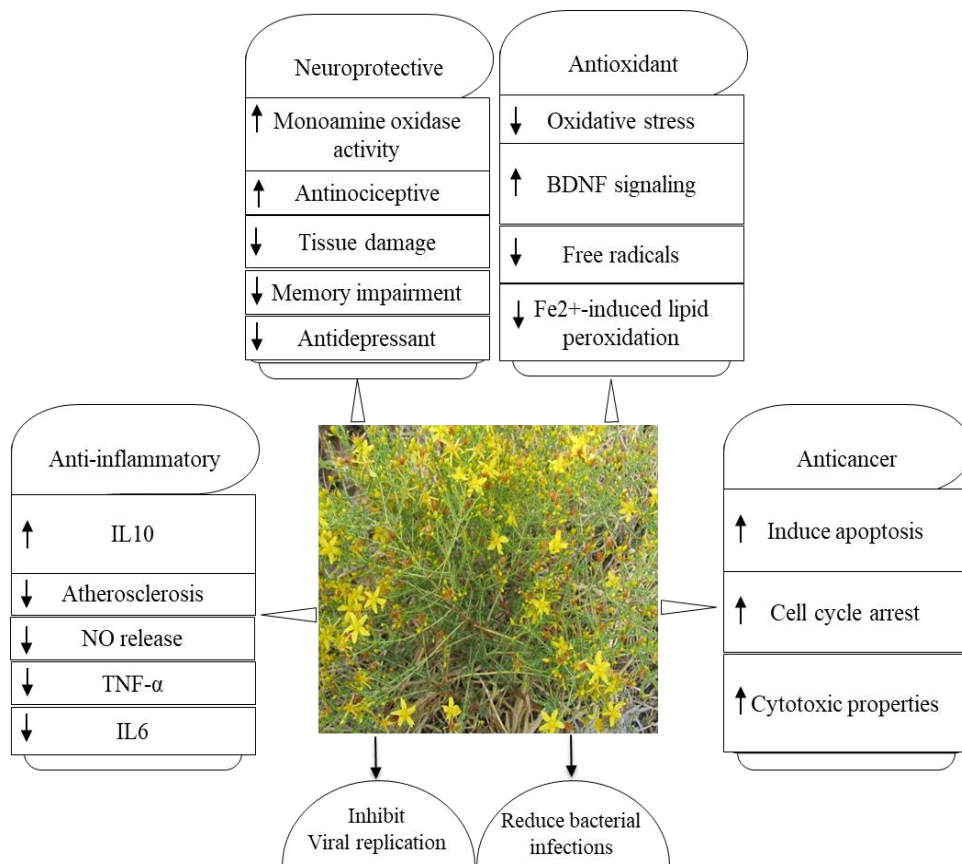 Neuroprotective
↑ Monoamine oxidase
activity
↑ Antinociceptive
↓ Tissue damage
↓ Memory impairment
↓ Antidepressant
Antioxidant
↓ Oxidative stress
↑ BDNF signaling
↓ Free radicals
↓ Fe2+-induced lipid
peroxidation
Anti-inflammatory
↑ IL10
↓ Atherosclerosis
↓ NO release
↓ TNF-α
↓ IL6
Anticancer
↑ Induce apoptosis
↑ Cell cycle arrest
↑ Cytotoxic properties
Inhibit
Viral replication
Reduce bacterial
infections